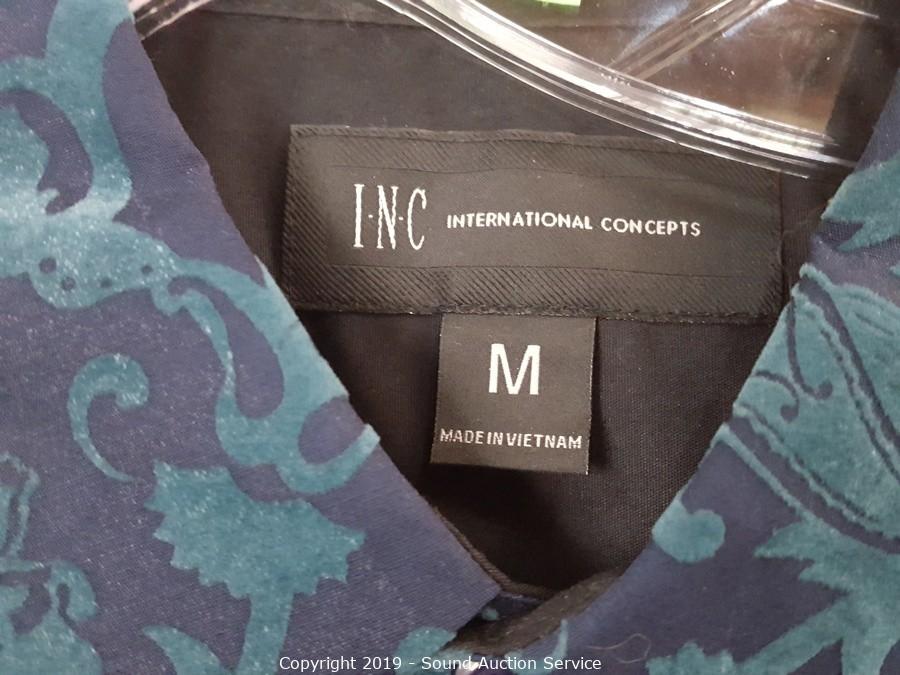 I·N·C INTERNATIONAL CONCEPTS
M
MADE IN VIETNAM
Copyright 2019 - Sound Auction Service